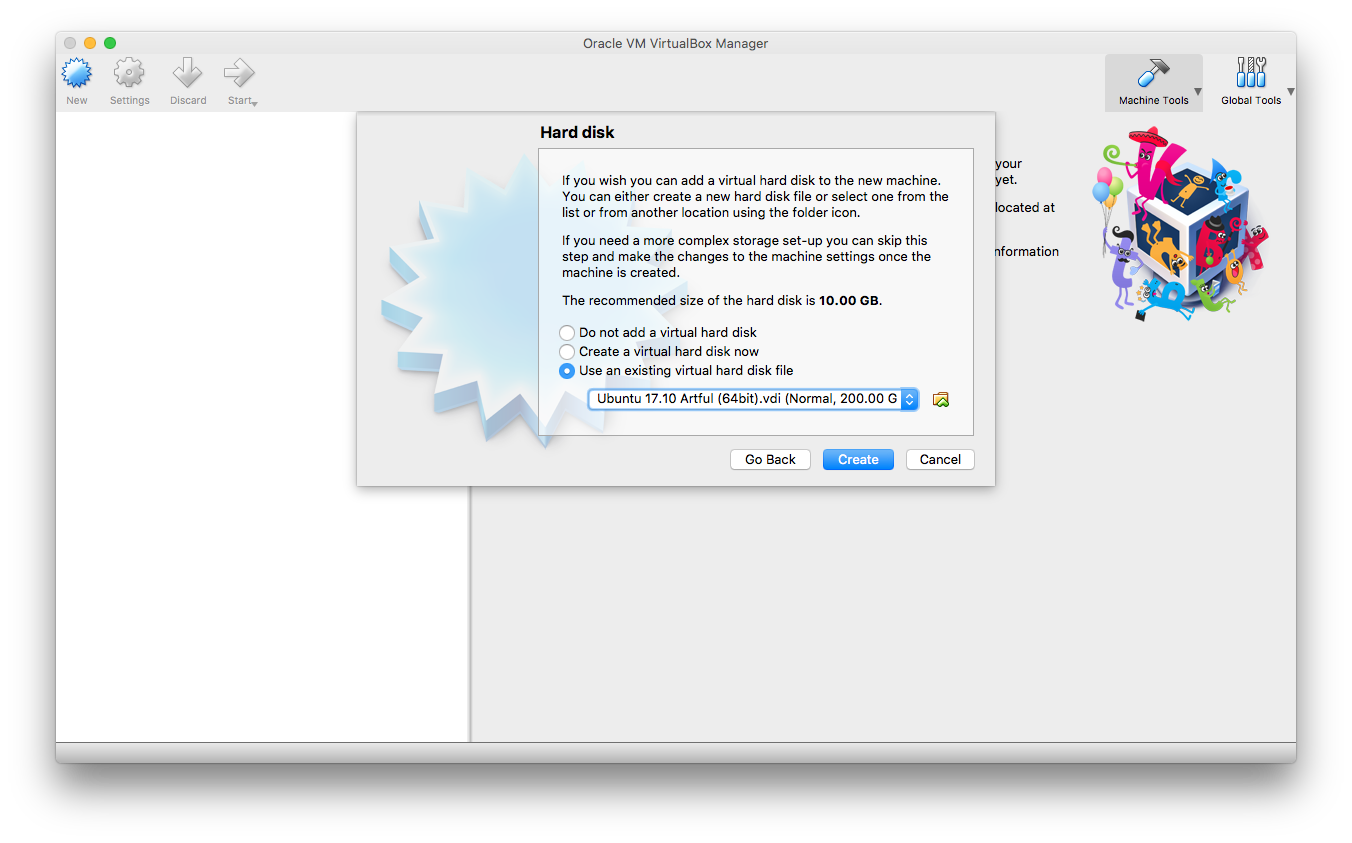 Oracle VM VirtualBox Manager
New
Settings
Discard
Start
Machine Tools
Global Tools
Hard disk
If you wish you can add a virtual hard disk to the new machine.
You can either create a new hard disk file or select one from the
list or from another location using the folder icon.
If you need a more complex storage set-up you can skip this
step and make the changes to the machine settings once the
machine is created.
The recommended size of the hard disk is 10.00 GB.
Do not add a virtual hard disk
Create a virtual hard disk now
Use an existing virtual hard disk file
Ubuntu 17.10 Artful (64bit).vdi (Normal, 200.00 G
Go Back
Create
Cancel
your
yet.
located at
nformation